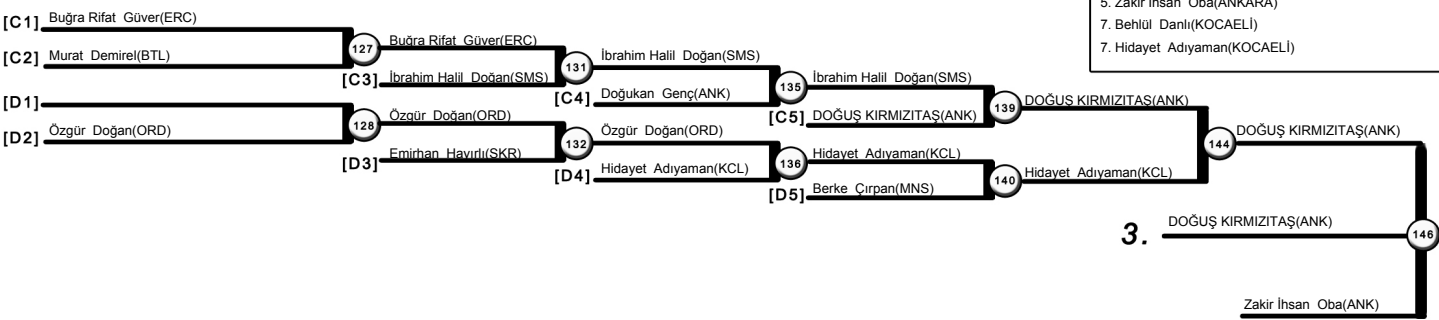 5. Zakir İhsan Oba(ANKARA)
7. Behlül Danlı(KOCAELİ)
7. Hidayet Adıyaman(KOCAELİ)
[C1] Buğra Rifat Güver(ERC)
[C2] Murat Demirel(BTL)
127 Buğra Rifat Güver(ERC)
[C3] İbrahim Halil Doğan(SMS)
131 İbrahim Halil Doğan(SMS)
[C4] Doğukan Genç(ANK)
135 İbrahim Halil Doğan(SMS)
[C5] DOĞUŞ KIRMIZITAŞ(ANK)
139 DOĞUŞ KIRMIZITAŞ(ANK)
[D1]
[D2] Özgür Doğan(ORD)
128 Özgür Doğan(ORD)
[D3] Emirhan Hayırlı(SKR)
132 Özgür Doğan(ORD)
[D4] Hidayet Adıyaman(KCL)
136 Hidayet Adıyaman(KCL)
[D5] Berke Çırpan(MNS)
140 Hidayet Adıyaman(KCL)
144 DOĞUŞ KIRMIZITAŞ(ANK)
3. DOĞUŞ KIRMIZITAŞ(ANK)
146
Zakir İhsan Oba(ANK)